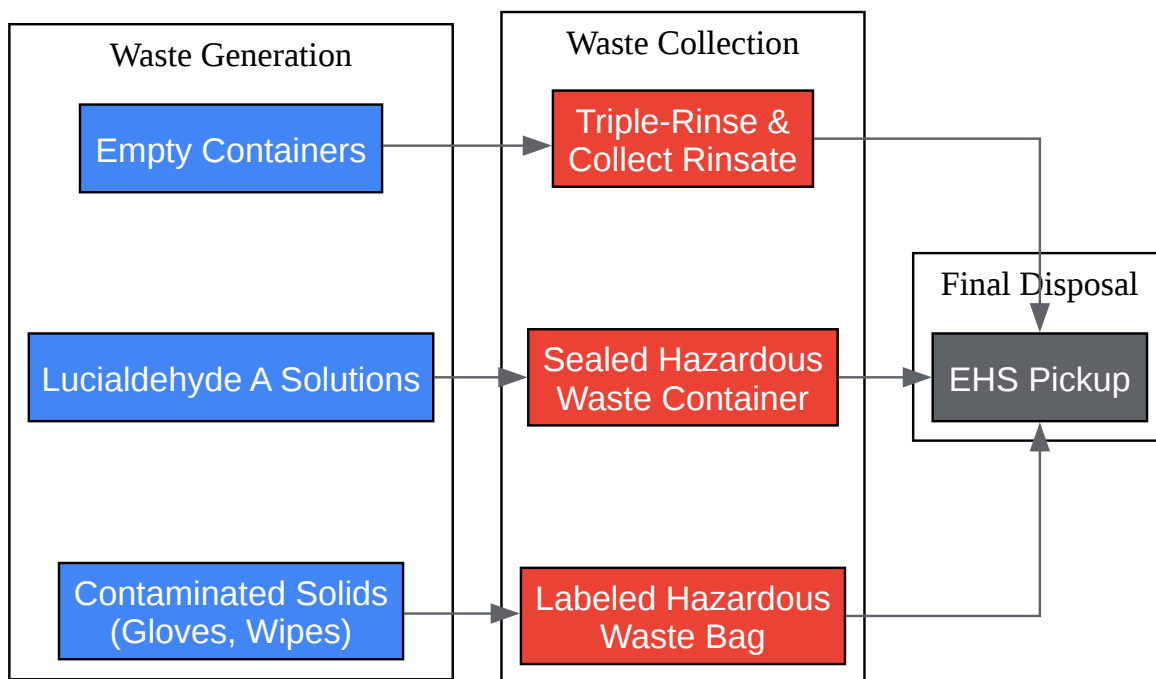 Waste Generation
Empty Containers
Lucialdehyde A Solutions
Contaminated Solids
(Gloves, Wipes)
Waste Collection
Triple-Rinse &
Collect Rinsate
Sealed Hazardous
Waste Container
Labeled Hazardous
Waste Bag
Final Disposal
EHS Pickup